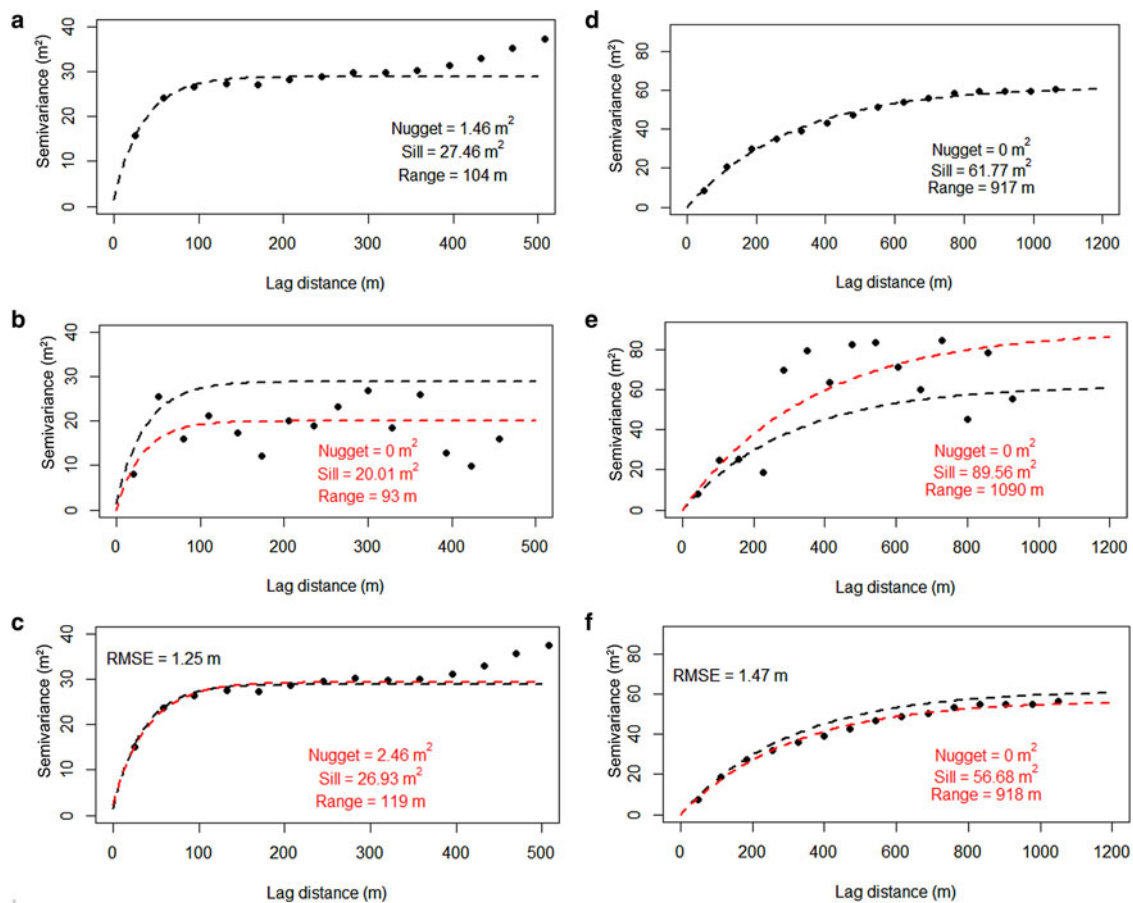 a
Semivariance (m²)
40
30
20
10
0
Nugget = 1.46 m²
Sill = 27.46 m²
Range = 104 m
0 100 200 300 400 500
Lag distance (m)
d
Semivariance (m²)
80
60
40
20
0
Nugget = 0 m²
Sill = 61.77 m²
Range = 917 m
0 200 400 600 800 1000 1200
Lag distance (m)
b
Semivariance (m²)
40
30
20
10
0
Nugget = 0 m²
Sill = 20.01 m²
Range = 93 m
0 100 200 300 400 500
Lag distance (m)
e
Semivariance (m²)
80
60
40
20
0
Nugget = 0 m²
Sill = 89.56 m²
Range = 1090 m
0 200 400 600 800 1000 1200
Lag distance (m)
c
Semivariance (m²)
40
30
20
10
0
RMSE = 1.25 m
Nugget = 2.46 m²
Sill = 26.93 m²
Range = 119 m
0 100 200 300 400 500
Lag distance (m)
f
Semivariance (m²)
80
60
40
20
0
RMSE = 1.47 m
Nugget = 0 m²
Sill = 56.68 m²
Range = 918 m
0 200 400 600 800 1000 1200
Lag distance (m)